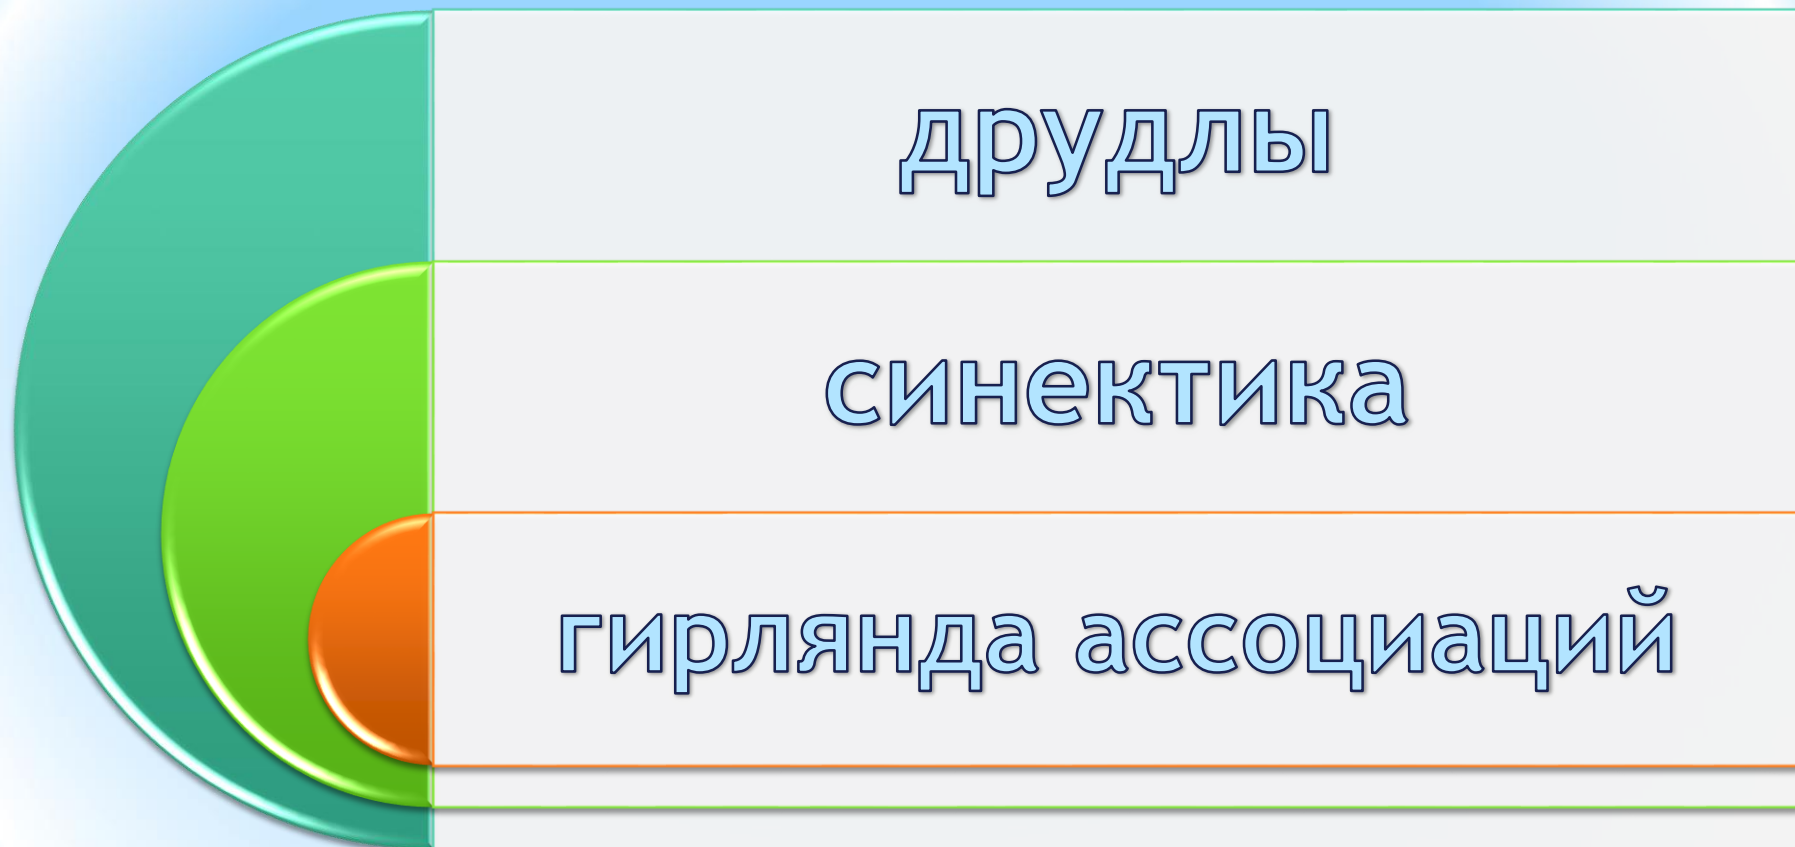 друдлы
синектика
гирлянда ассоциаций